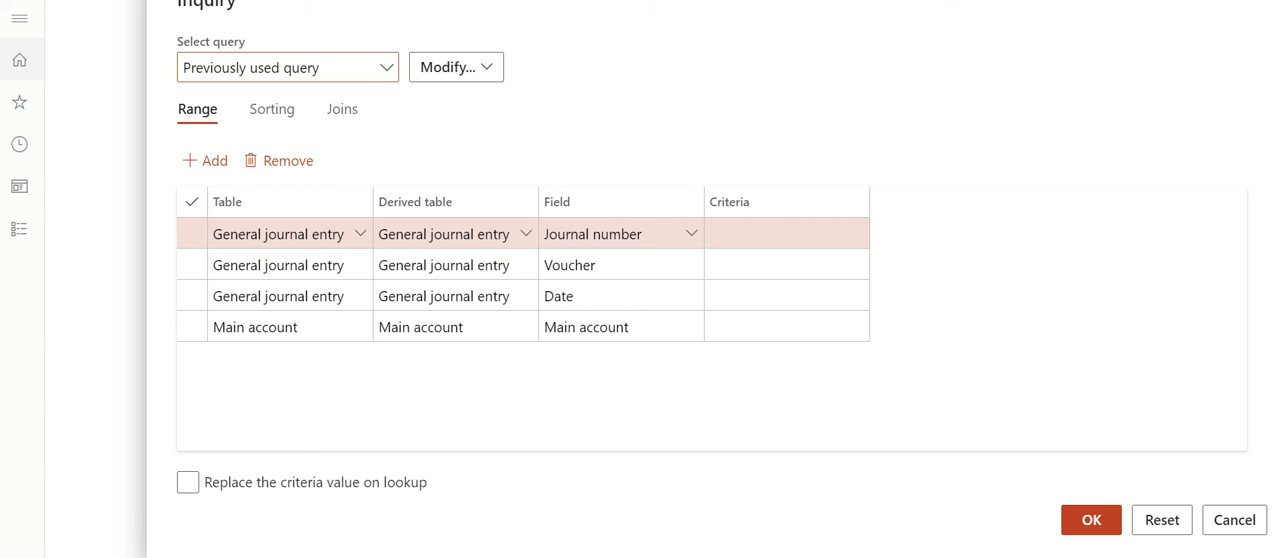 Inquiry
Select query
Previously used query Modify...
Range Sorting Joins
Add Remove
Table Derived table Field Criteria
General journal entry General journal entry Journal number
General journal entry General journal entry Voucher
General journal entry General journal entry Date
Main account Main account Main account
Replace the criteria value on lookup
OK Reset Cancel